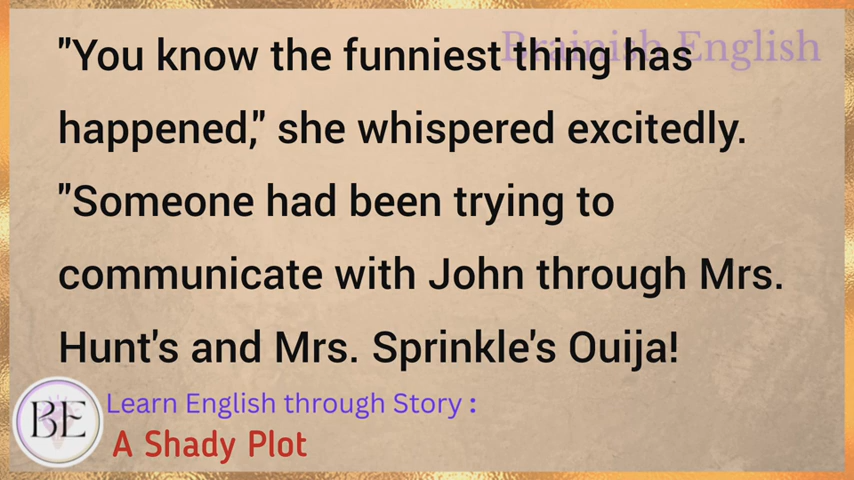 Brainish English
"You know the funniest thing has
happened," she whispered excitedly.
"Someone had been trying to
communicate with John through Mrs.
Hunt's and Mrs. Sprinkle's Ouija!
BE
Learn English through Story :
A Shady Plot